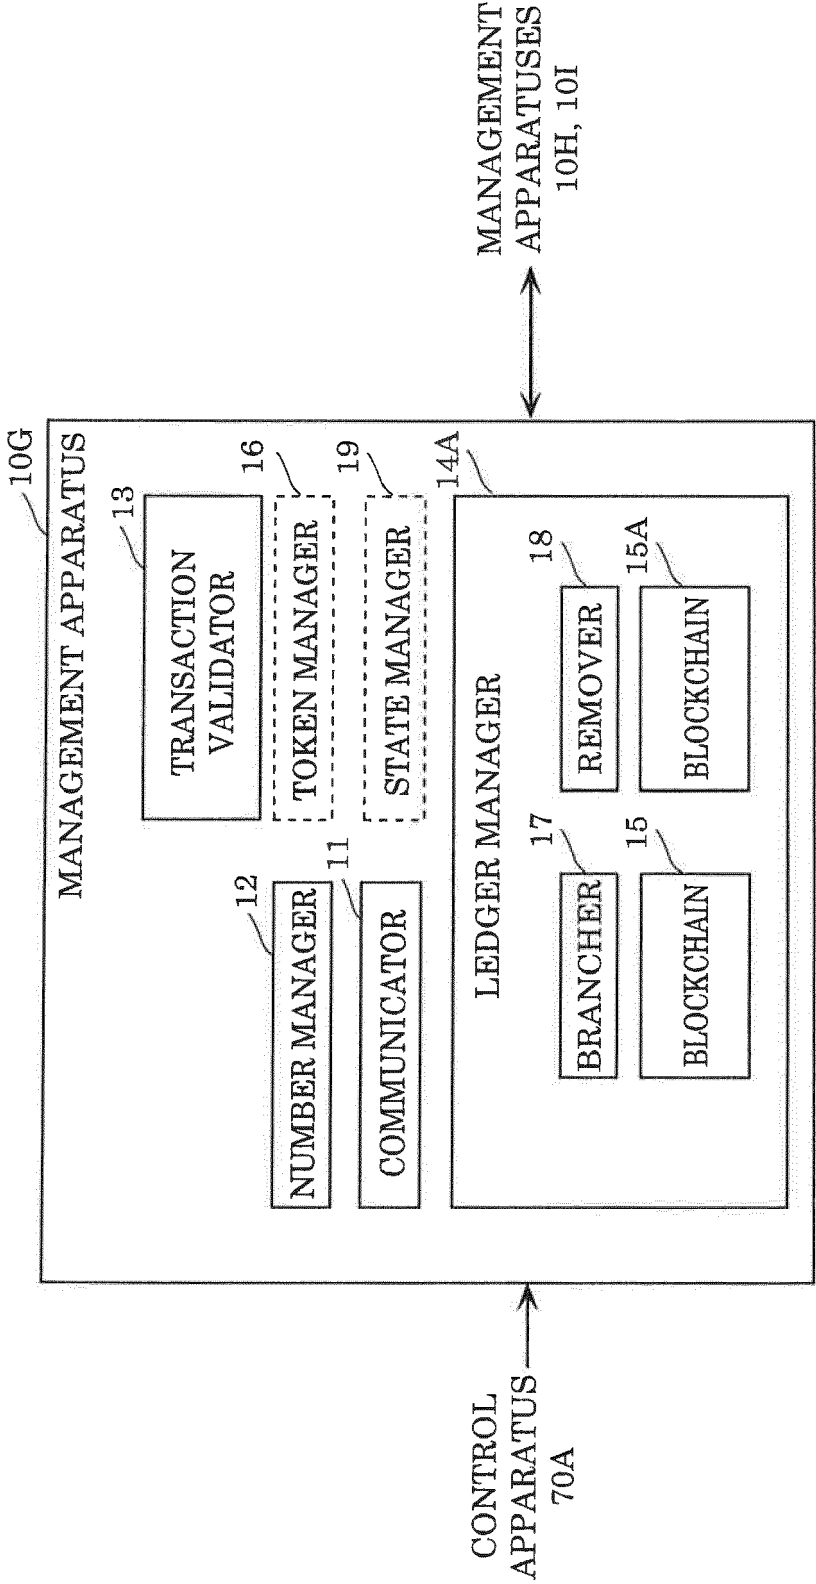 10G
MANAGEMENT APPARATUS
13
TRANSACTION
VALIDATOR
12
NUMBER MANAGER
16
TOKEN MANAGER
11
COMMUNICATOR
19
STATE MANAGER
14A
LEDGER MANAGER
17
BRANCHER
18
REMOVER
15
BLOCKCHAIN
15A
BLOCKCHAIN
CONTROL
APPARATUS
70A
MANAGEMENT
APPARATUSES
10H, 10I